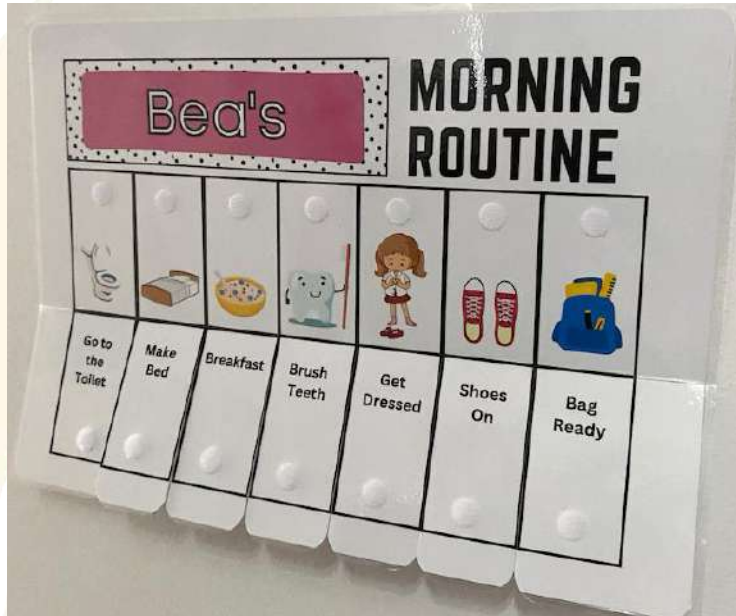 Bea's
MORNING
ROUTINE
Go to
the
Toilet
Make
Bed
Breakfast
Brush
Teeth
Get
Dressed
Shoes
On
Bag
Ready